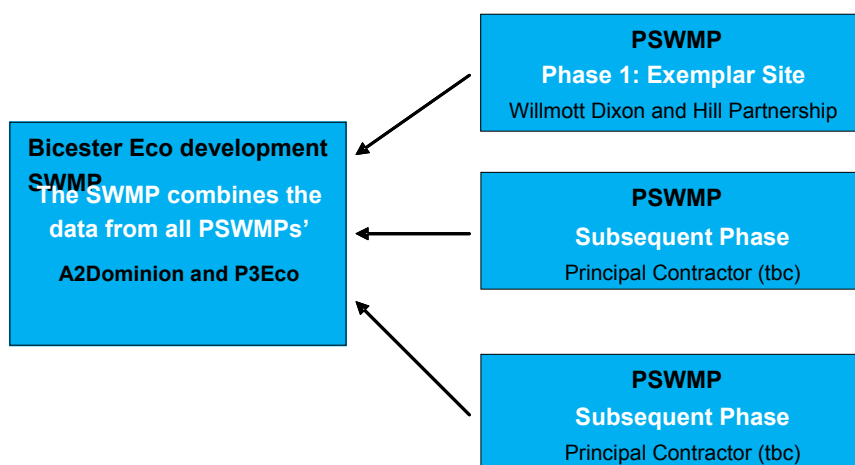 Bicester Eco development
SWMP
The SWMP combines the
data from all PSWMPs’
A2Dominion and P3Eco
PSWMP
Phase 1: Exemplar Site
Willmott Dixon and Hill Partnership
PSWMP
Subsequent Phase
Principal Contractor (tbc)
PSWMP
Subsequent Phase
Principal Contractor (tbc)